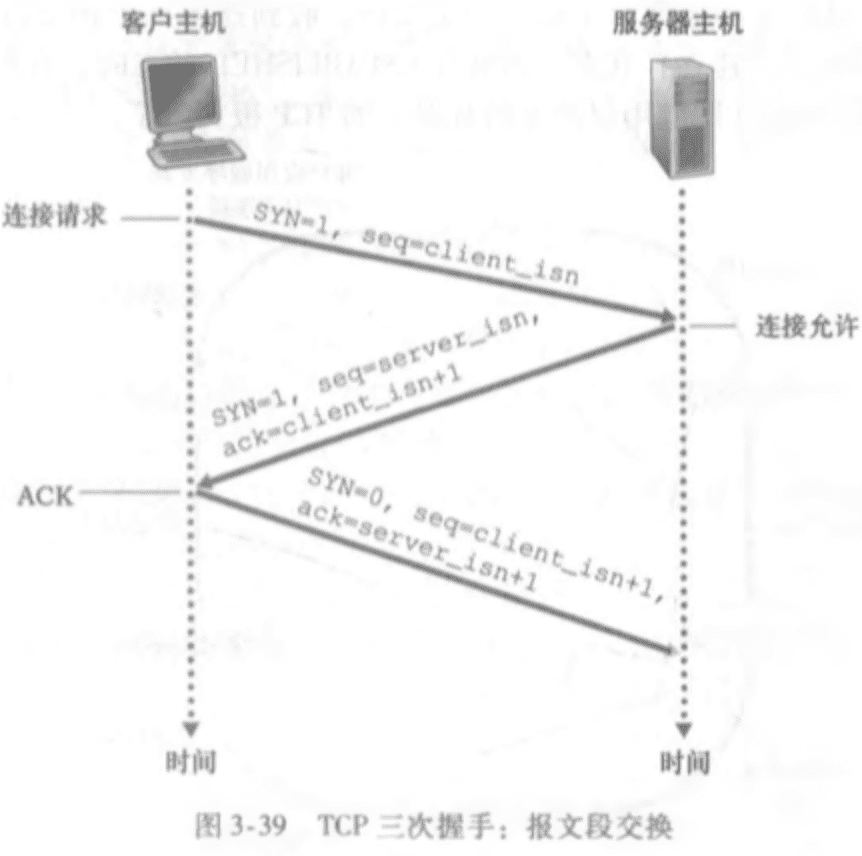 客户主机
服务器主机
连接请求
SYN=1, seq=client_isn
连接允许
SYN=1, seq=server_isn,
ack=client_isn+1
ACK
SYN=0, seq=client_isn+1,
ack=server_isn+1
时间
时间
图 3-39 TCP 三次握手：报文段交换